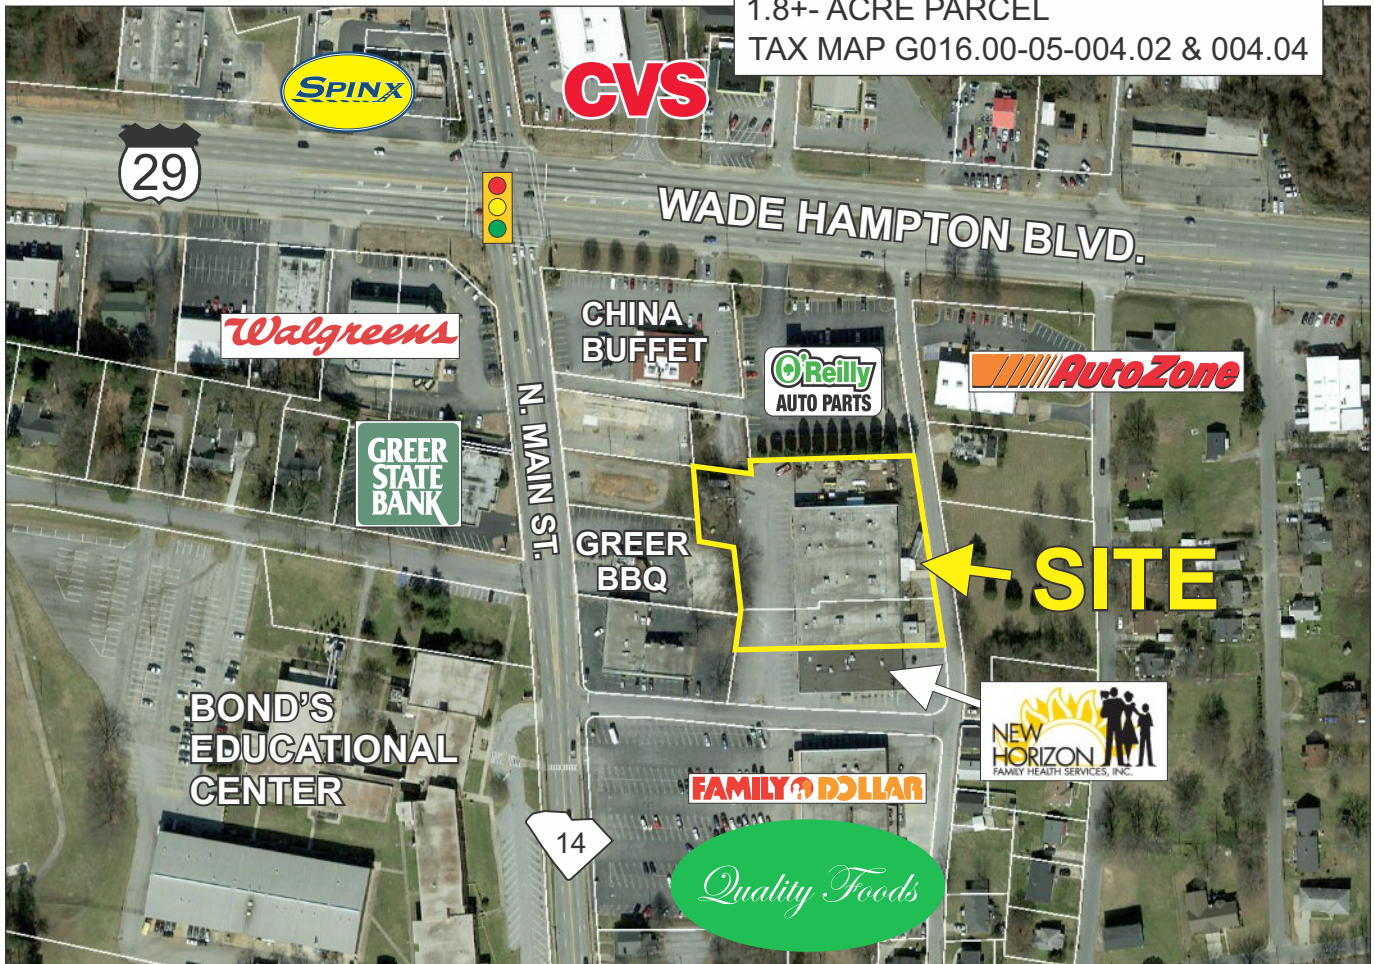 1.8+- ACRE PARCEL
TAX MAP G016.00-05-004.02 & 004.04
SPINX
CVS
29
WADE HAMPTON BLVD.
Walgreens
CHINA
BUFFET
O'Reilly
AUTO PARTS
AutoZone
GREER
STATE
BANK
N. MAIN ST.
GREER
BBQ
SITE
BOND'S
EDUCATIONAL
CENTER
NEW
HORIZON
FAMILY HEALTH SERVICES, INC.
FAMILY DOLLAR
14
Quality Foods